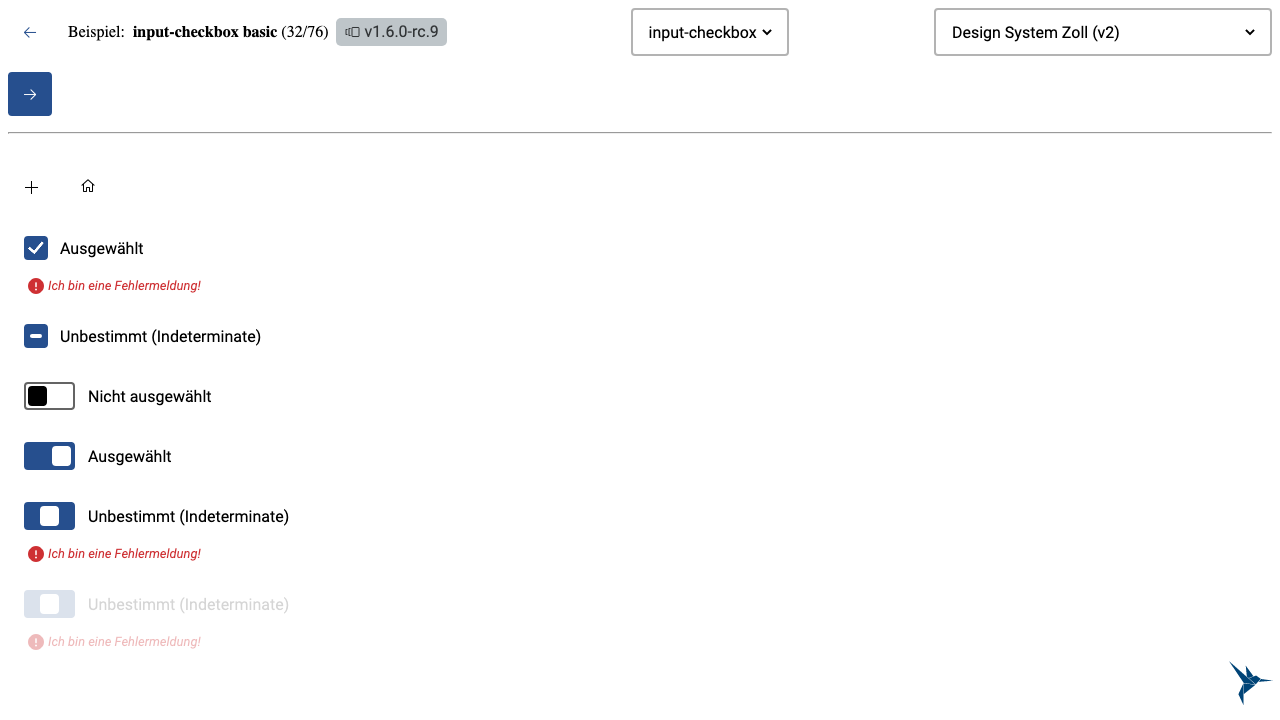 Beispiel: input-checkbox basic (32/76) v1.6.0-rc.9 input-checkbox Design System Zoll (v2)
Ausgewählt
Ich bin eine Fehlermeldung!
Unbestimmt (Indeterminate)
Nicht ausgewählt
Ausgewählt
Unbestimmt (Indeterminate)
Ich bin eine Fehlermeldung!
Unbestimmt (Indeterminate)
Ich bin eine Fehlermeldung!